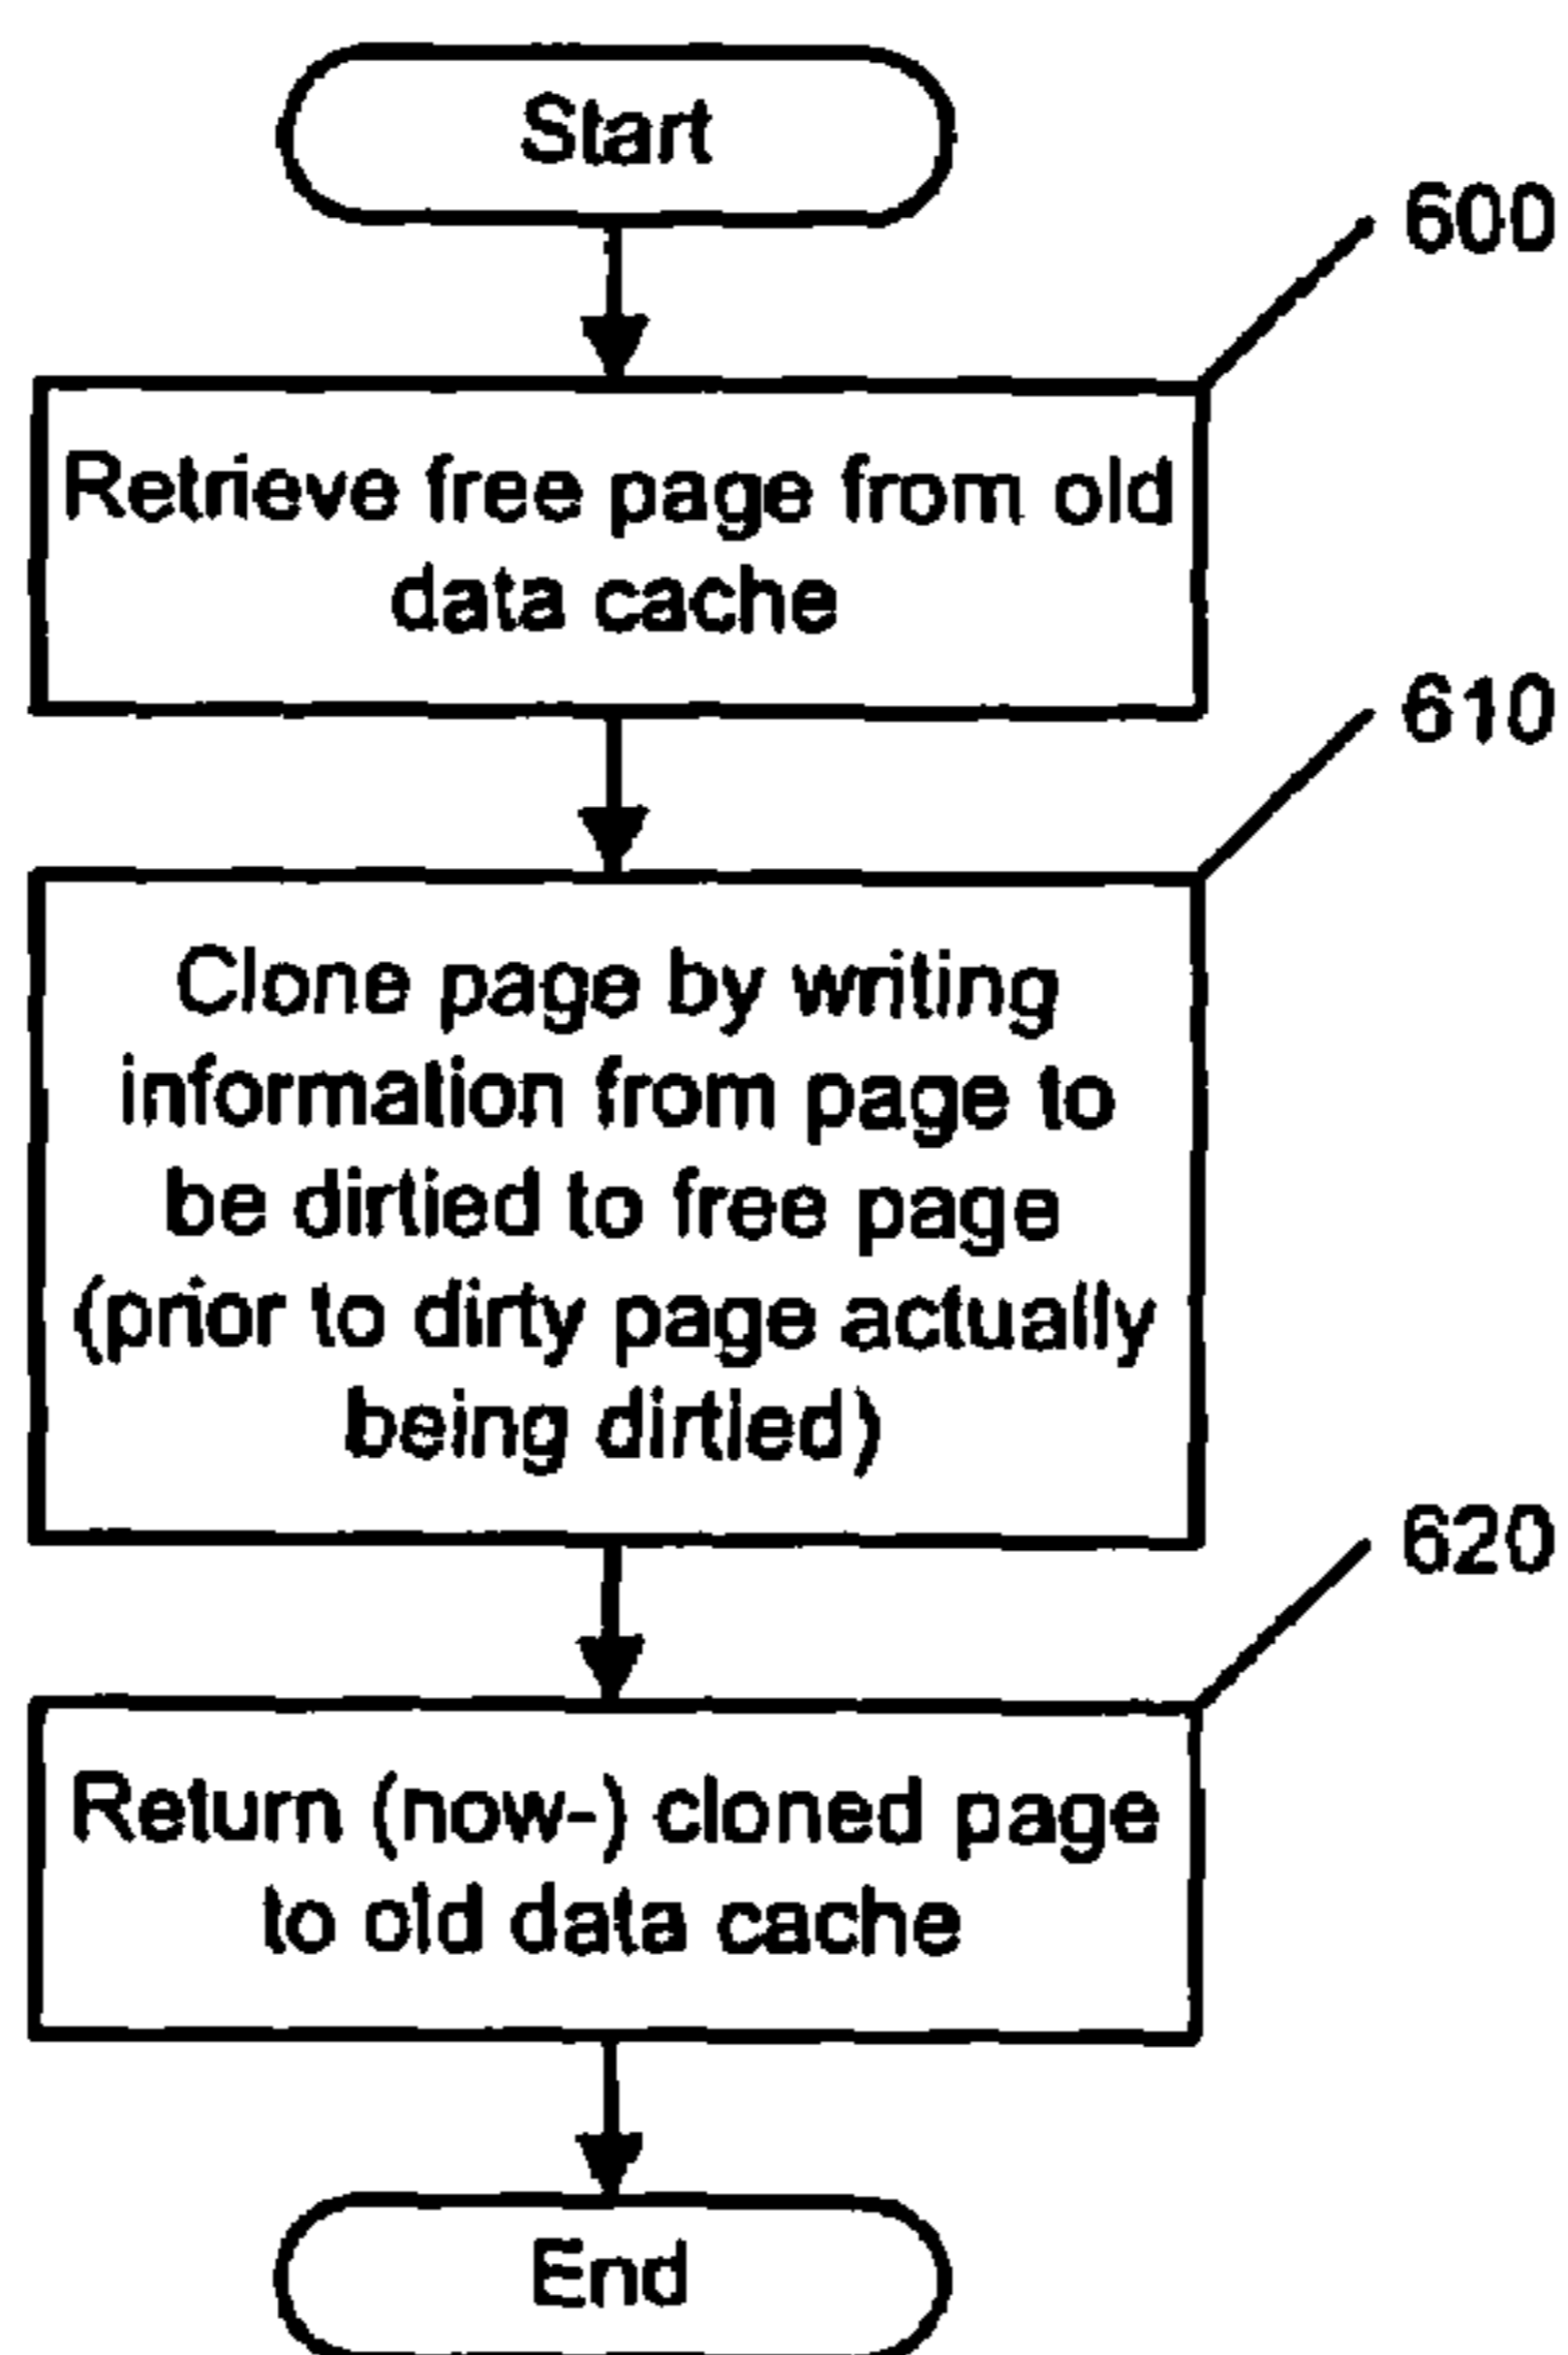 Start
600
Retrieve free page from old
data cache
610
Clone page by writing
information from page to
be dirtied to free page
(prior to dirty page actually
being dirtied)
620
Return (now-) cloned page
to old data cache
End